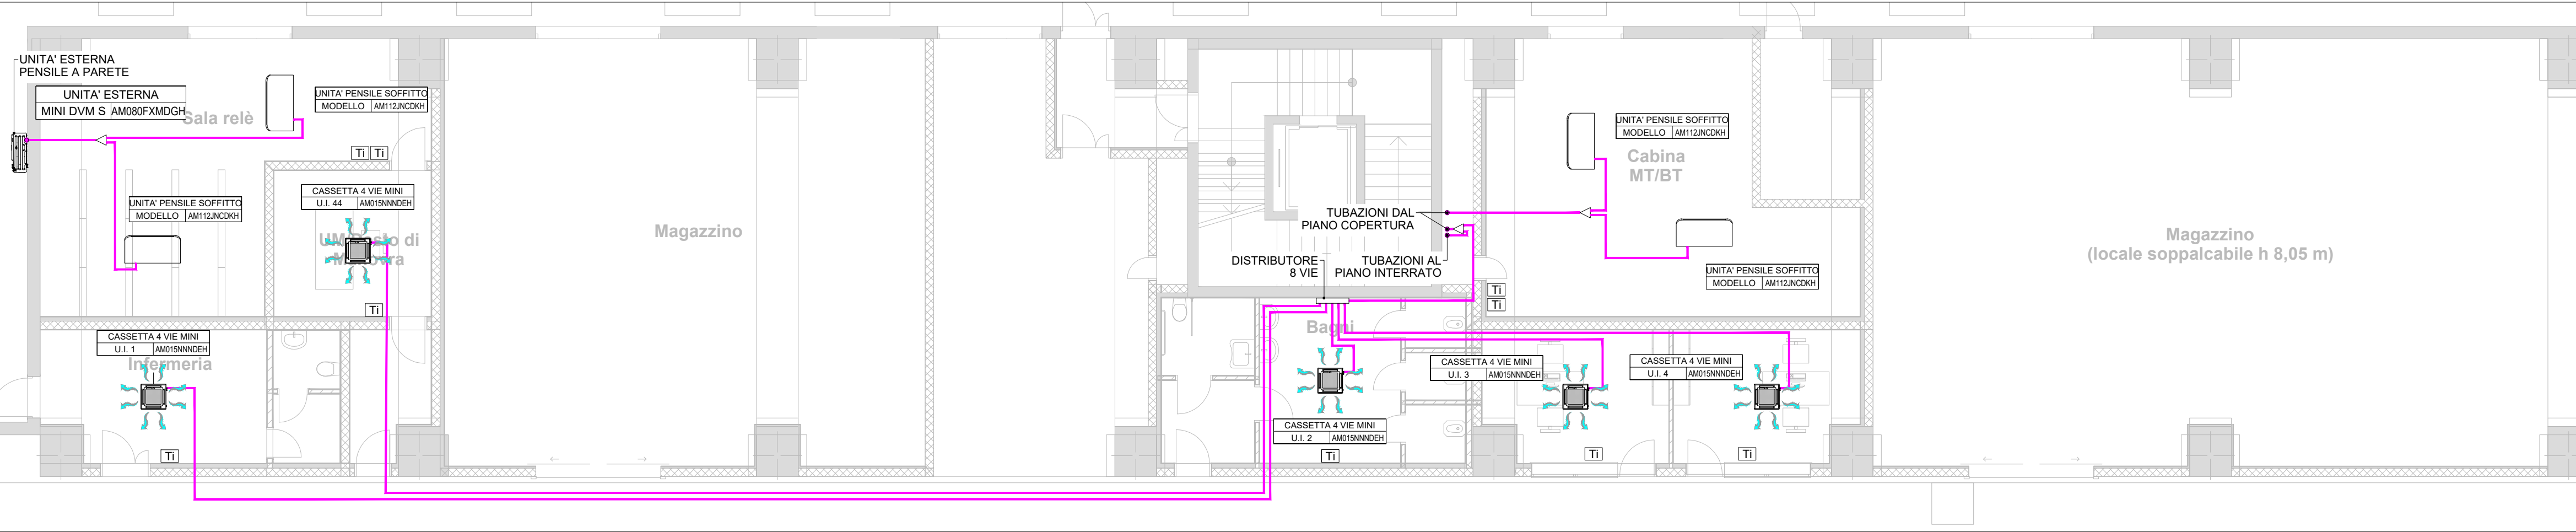 UNITA' ESTERNA
PENSILE A PARETE
UNITA' ESTERNA
MINI DVM S AM080FXMDGH
Sala relè
UNITA' PENSILE SOFFITTO
MODELLO AM112JNCDKH
Ti Ti
UNITA' PENSILE SOFFITTO
MODELLO AM112JNCDKH
CASSETTA 4 VIE MINI
U.I. 44 AM015NNNDEH
UM/Posto di
Manovra
Ti
CASSETTA 4 VIE MINI
U.I. 1 AM015NNNDEH
Infermeria
Ti
Magazzino
TUBAZIONI DAL
PIANO COPERTURA
DISTRIBUTORE
8 VIE
TUBAZIONI AL
PIANO INTERRATO
Bagni
CASSETTA 4 VIE MINI
U.I. 2 AM015NNNDEH
Ti
UNITA' PENSILE SOFFITTO
MODELLO AM112JNCDKH
Cabina
MT/BT
UNITA' PENSILE SOFFITTO
MODELLO AM112JNCDKH
Ti
Ti
CASSETTA 4 VIE MINI
U.I. 3 AM015NNNDEH
Ti
CASSETTA 4 VIE MINI
U.I. 4 AM015NNNDEH
Ti
Magazzino
(locale soppalcabile h 8,05 m)